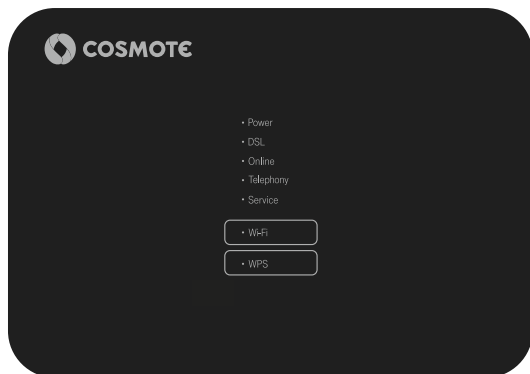 COSMOTE
• Power
• DSL
• Online
• Telephony
• Service
• Wi-Fi
• WPS